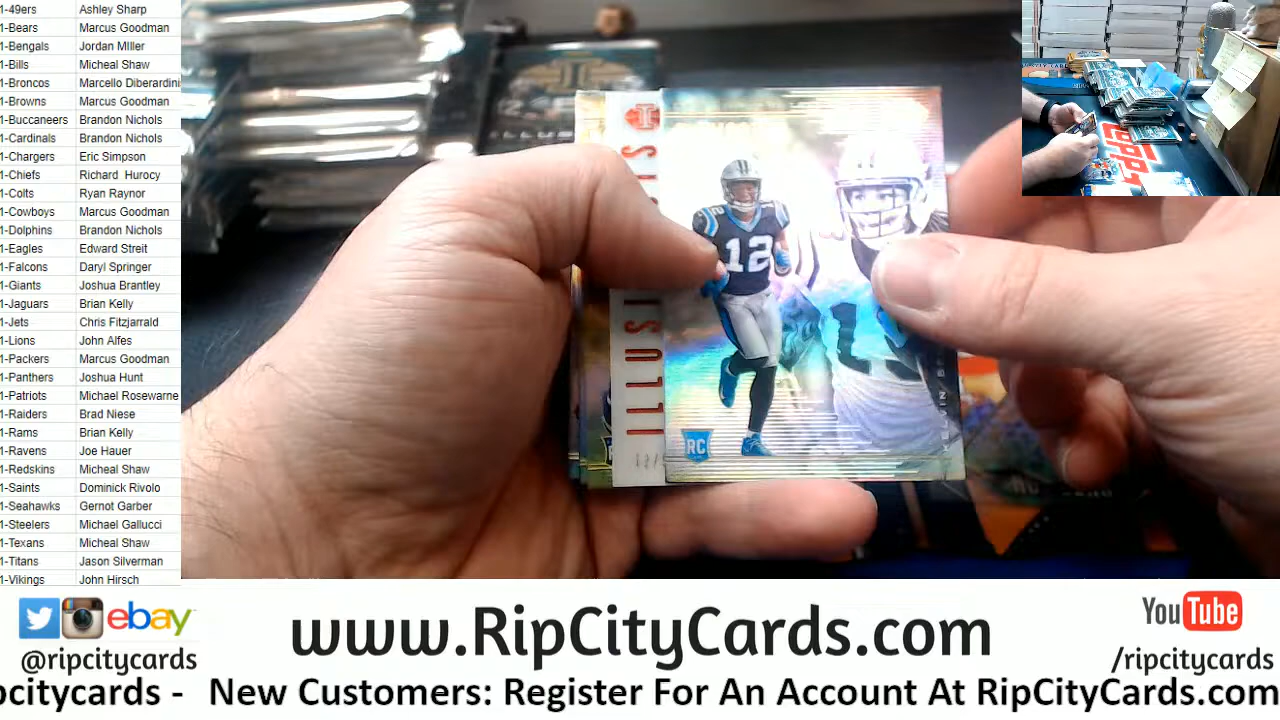 1-49ers Ashley Sharp
1-Bears Marcus Goodman
1-Bengals Jordan MIller
1-Bills Micheal Shaw
1-Broncos Marcello Diberardini
1-Browns Marcus Goodman
1-Buccaneers Brandon Nichols
1-Cardinals Brandon Nichols
1-Chargers Eric Simpson
1-Chiefs Richard Hurocy
1-Colts Ryan Raynor
1-Cowboys Marcus Goodman
1-Dolphins Brandon Nichols
1-Eagles Edward Streit
1-Falcons Daryl Springer
1-Giants Joshua Brantley
1-Jaguars Brian Kelly
1-Jets Chris Fitzjarrald
1-Lions John Alfes
1-Packers Marcus Goodman
1-Panthers Joshua Hunt
1-Patriots Michael Rosewarne
1-Raiders Brad Niese
1-Rams Brian Kelly
1-Ravens Joe Hauer
1-Redskins Micheal Shaw
1-Saints Dominick Rivolo
1-Seahawks Gernot Garber
1-Steelers Michael Gallucci
1-Texans Micheal Shaw
1-Titans Jason Silverman
1-Vikings John Hirsch
ILLUSI
12
RC
ebay
@ripcitycards
www.RipCityCards.com
YouTube
/ripcitycards
pcitycards - New Customers: Register For An Account At RipCityCards.com